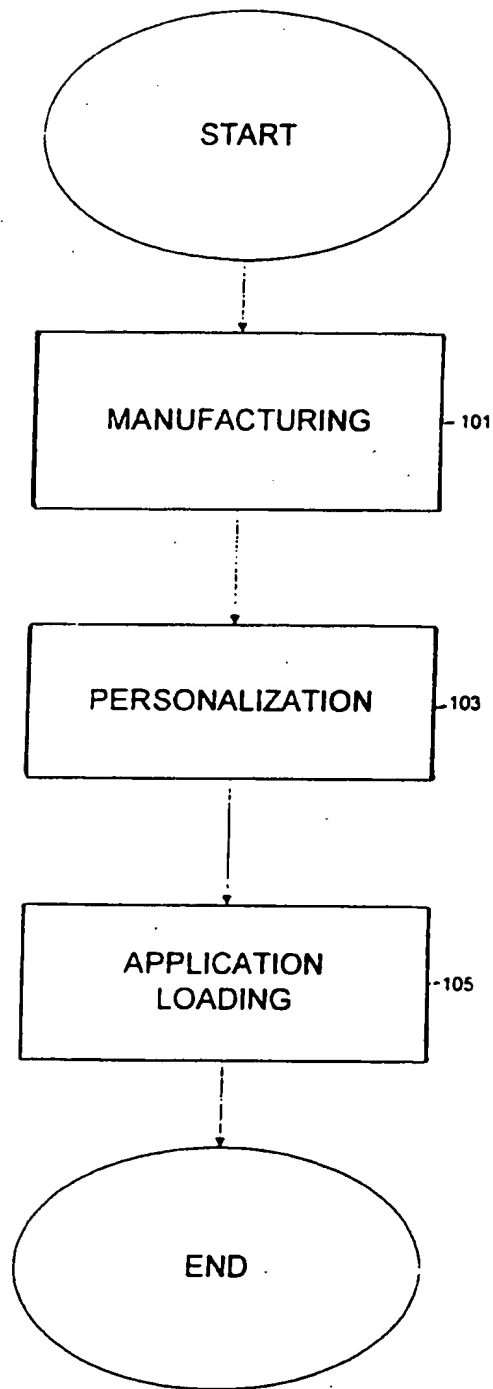 START
MANUFACTURING
101
PERSONALIZATION
103
APPLICATION
LOADING
105
END